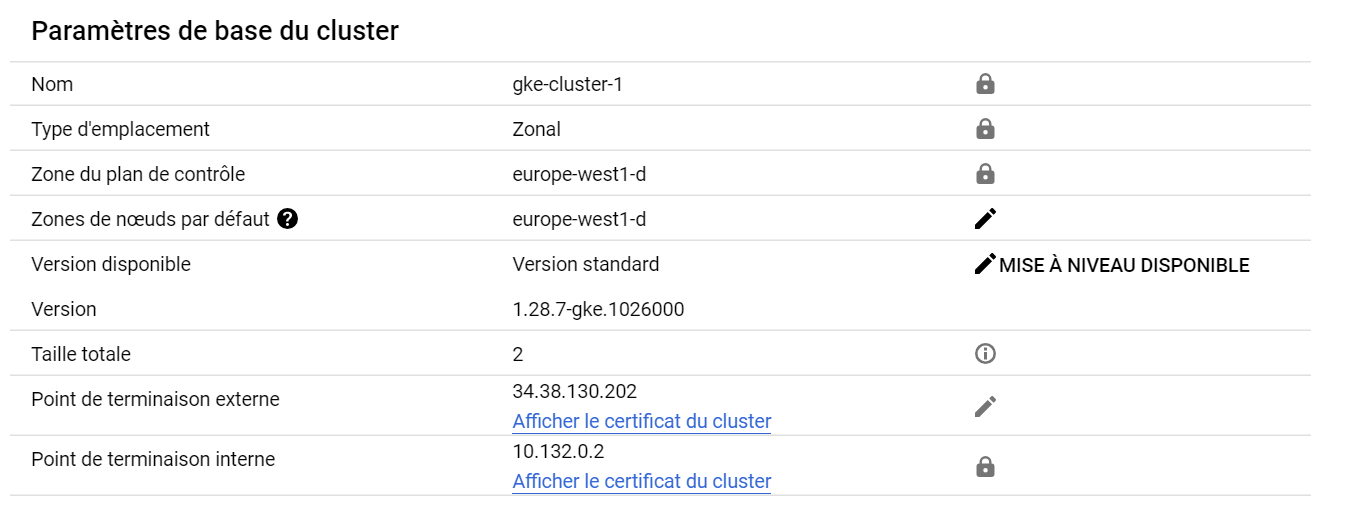 Paramètres de base du cluster
Nom gke-cluster-1
Type d'emplacement Zonal
Zone du plan de contrôle europe-west1-d
Zones de nœuds par défaut ? europe-west1-d
Version disponible Version standard MISE À NIVEAU DISPONIBLE
Version 1.28.7-gke.1026000
Taille totale 2
Point de terminaison externe 34.38.130.202
Afficher le certificat du cluster
Point de terminaison interne 10.132.0.2
Afficher le certificat du cluster